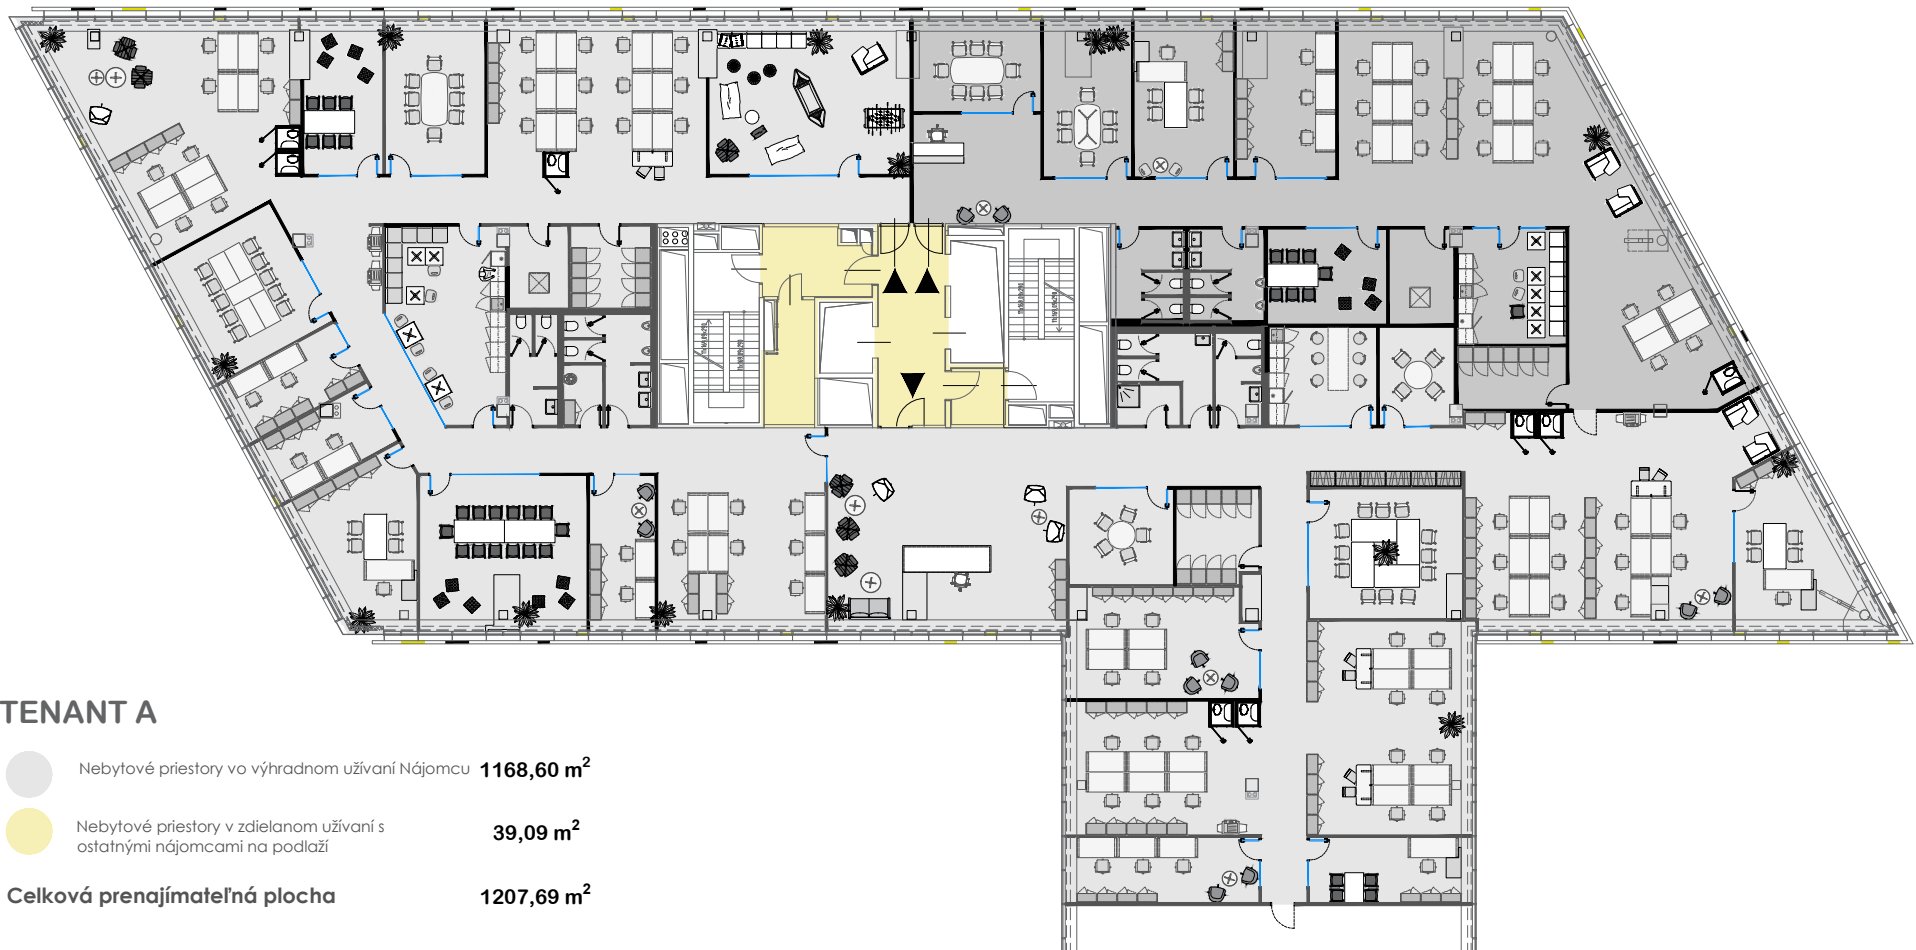 TENANT A
Nebytové priestory vo výhradnom užívaní Nájomcu 1168,60 m²
Nebytové priestory v zdielanom užívaní s
ostatnými nájomcami na podlaží
39,09 m²
Celková prenajímateľná plocha 1207,69 m²